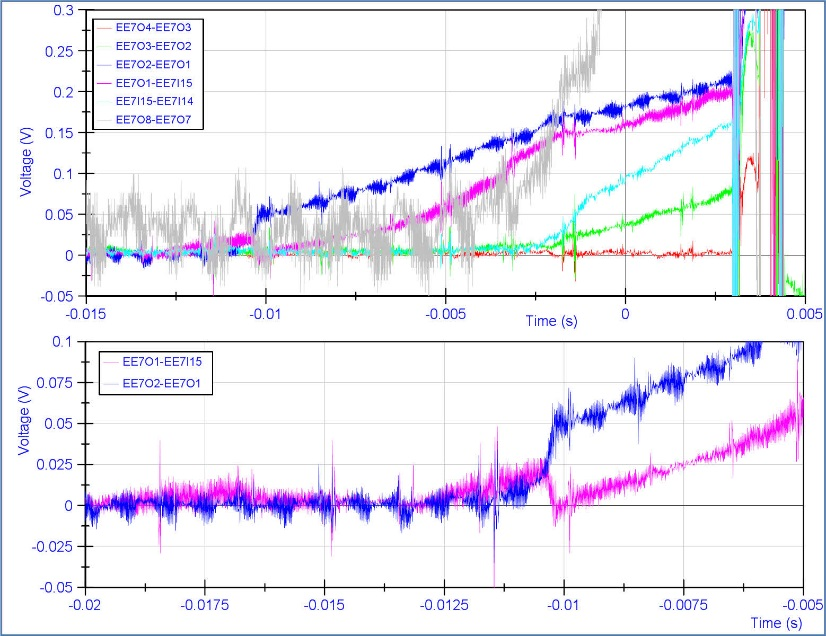 0.3
0.25
0.2
0.15
0.1
0.05
0
-0.05
Voltage (V)
EE7O4-EE7O3
EE7O3-EE7O2
EE7O2-EE7O1
EE7O1-EE7I15
EE7I15-EE7I14
EE7O8-EE7O7
-0.015 -0.01 -0.005 0 0.005
Time (s)
0.1
0.075
0.05
0.025
0
-0.025
-0.05
Voltage (V)
EE7O1-EE7I15
EE7O2-EE7O1
-0.02 -0.0175 -0.015 -0.0125 -0.01 -0.0075 -0.005
Time (s)